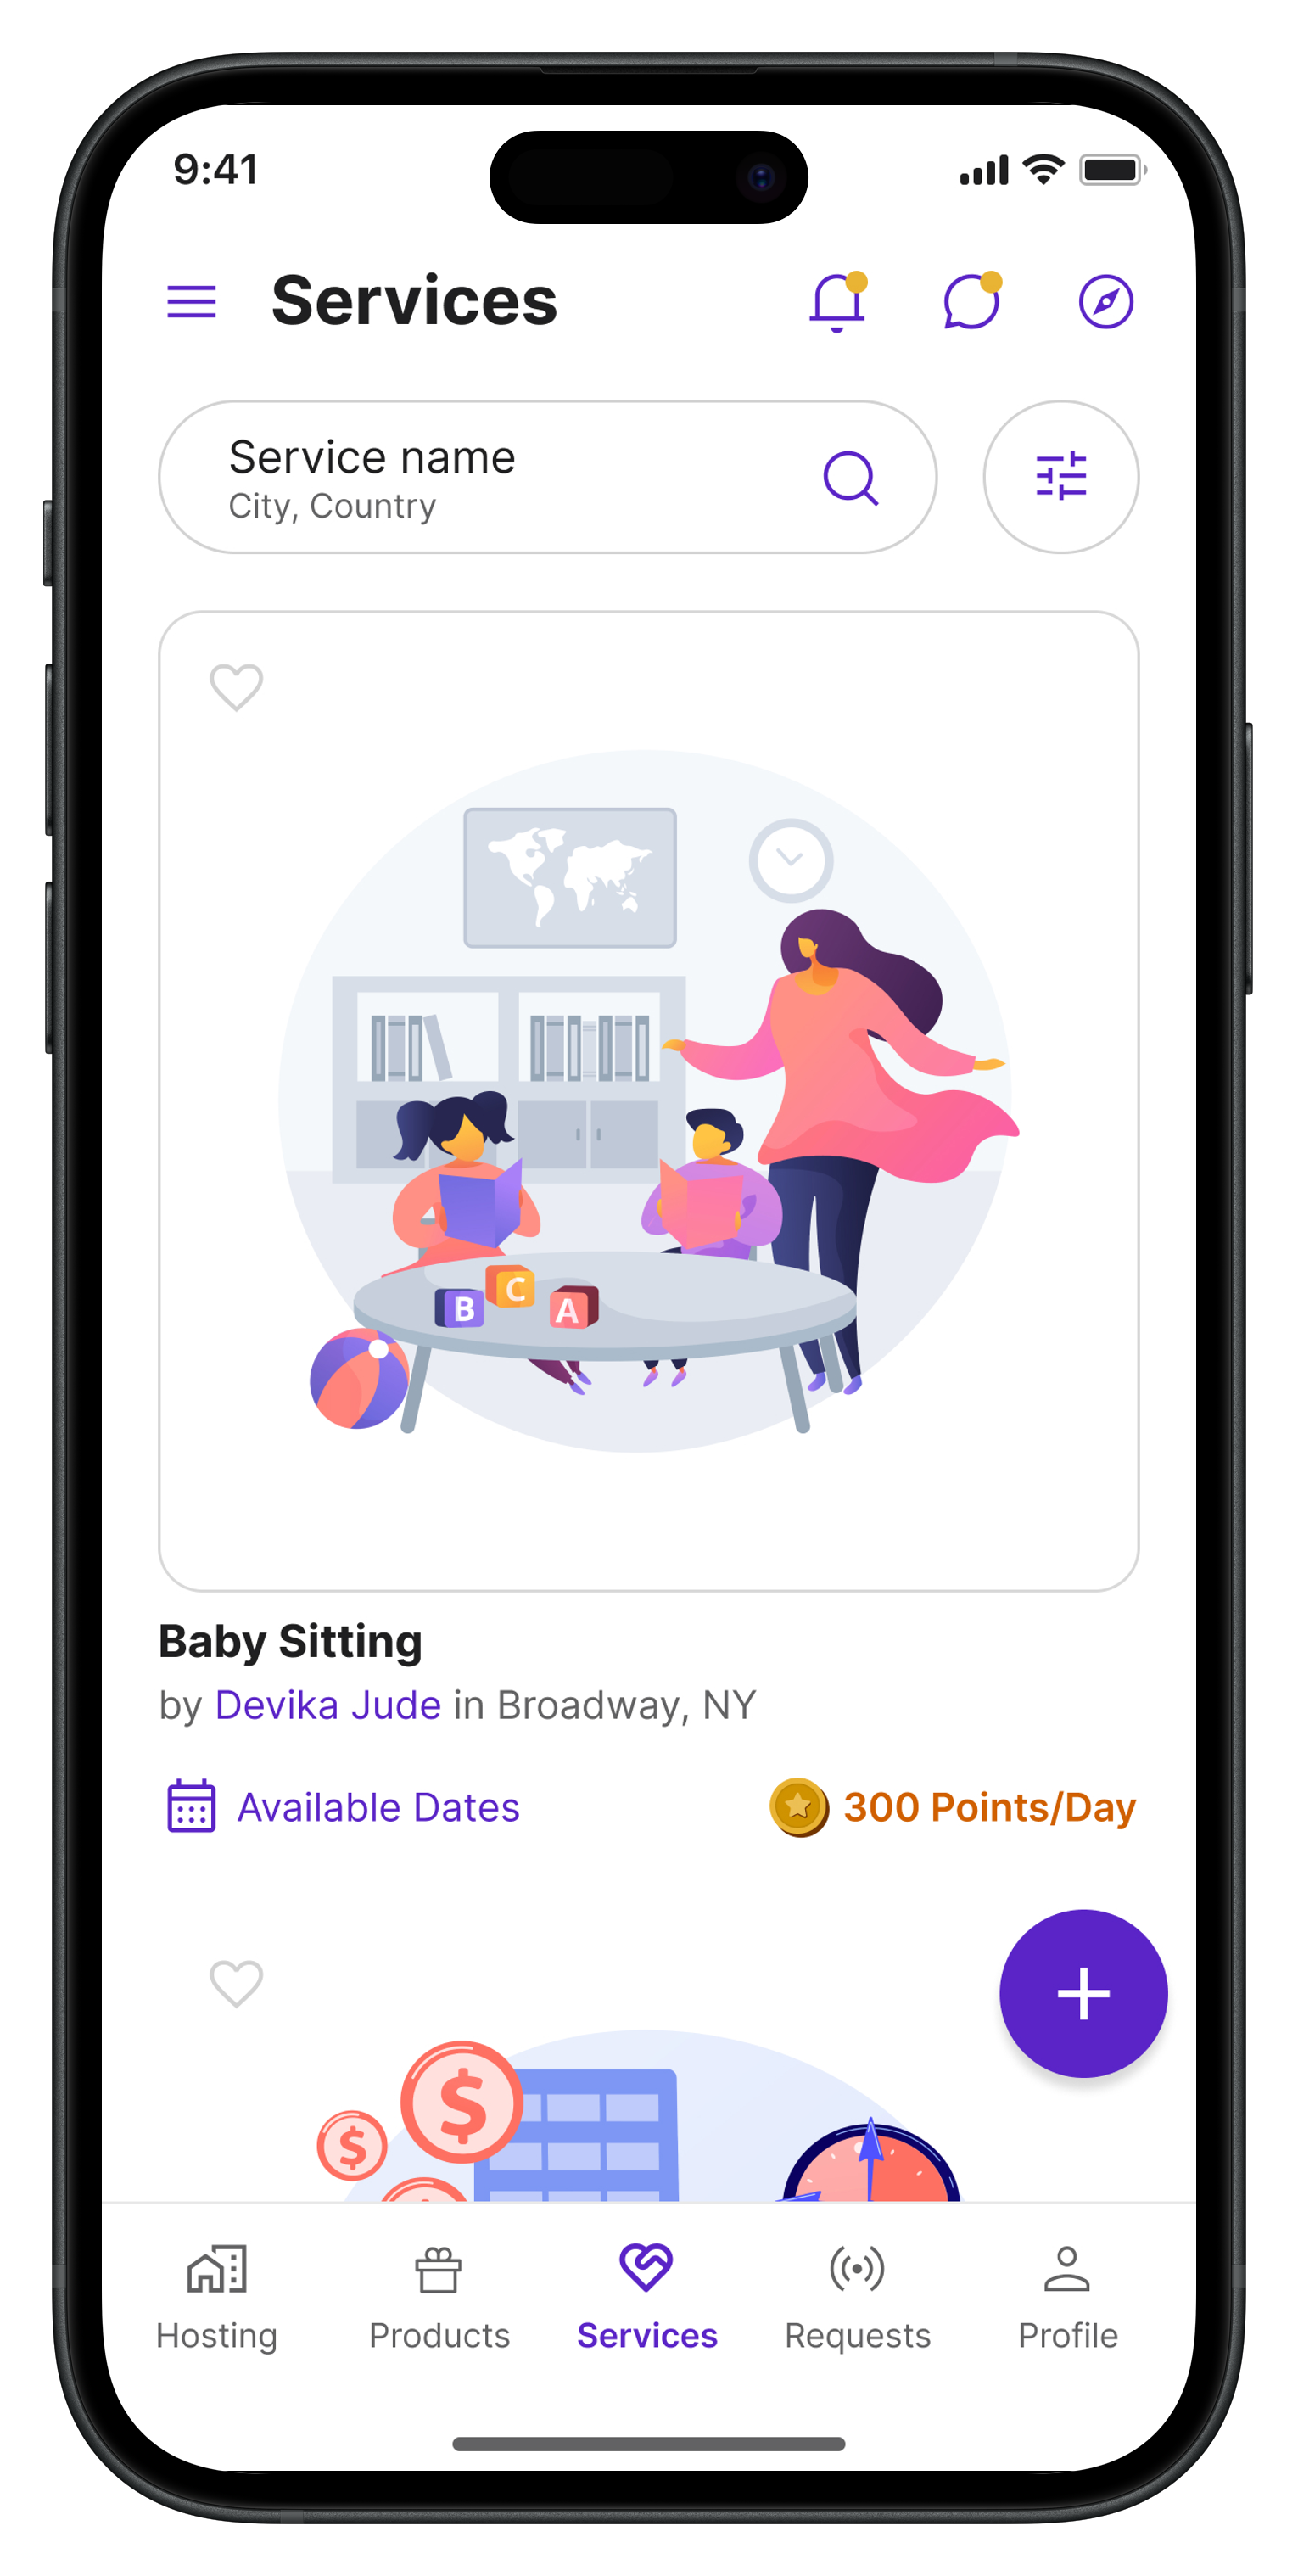 9:41
Services
Service name
City, Country
B C A
Baby Sitting
by Devika Jude in Broadway, NY
Available Dates
300 Points/Day
$
$
Hosting
Products
Services
Requests
Profile